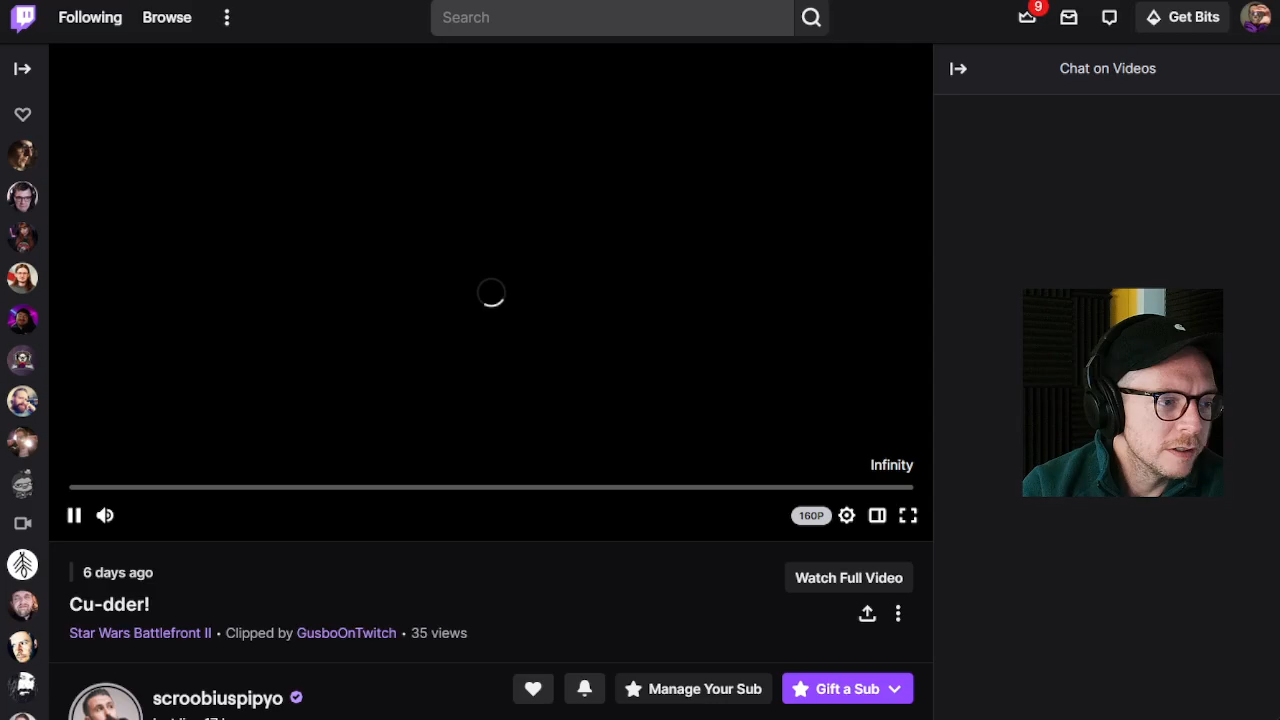 Following
Browse
Search
9
Get Bits
Chat on Videos
Infinity
160P
6 days ago
Watch Full Video
Cu-dder!
Star Wars Battlefront II • Clipped by GusboOnTwitch • 35 views
scroobiuspipyo
Manage Your Sub
Gift a Sub